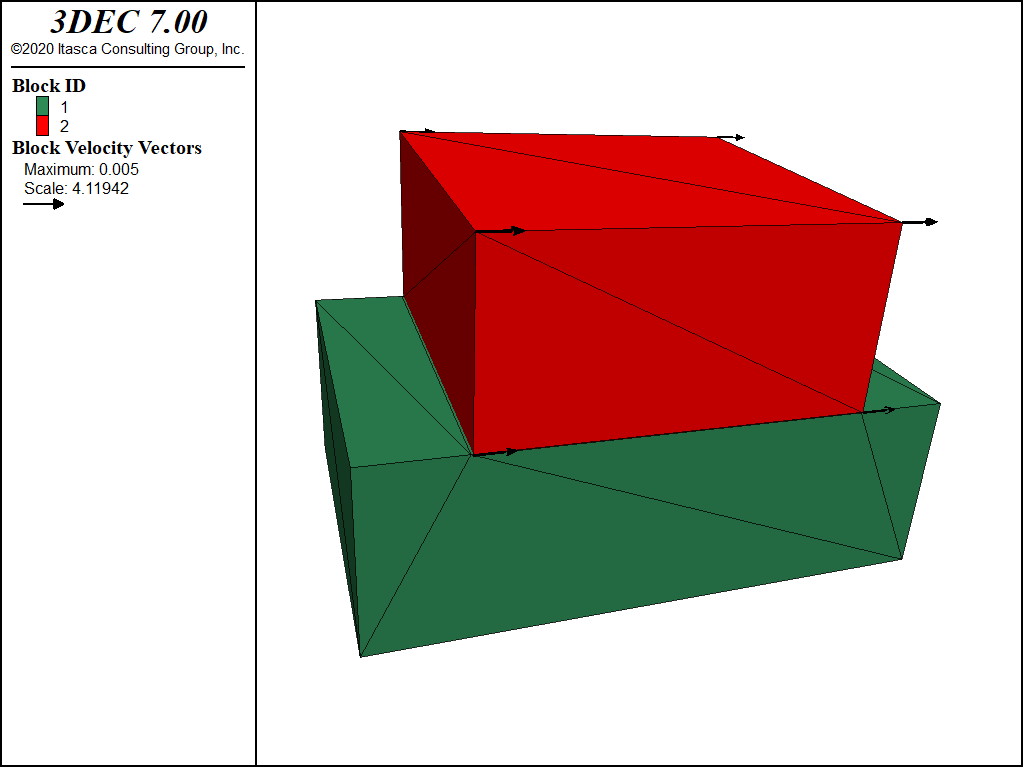 3DEC 7.00
©2020 Itasca Consulting Group, Inc.
Block ID
1
2
Block Velocity Vectors
Maximum: 0.005
Scale: 4.11942